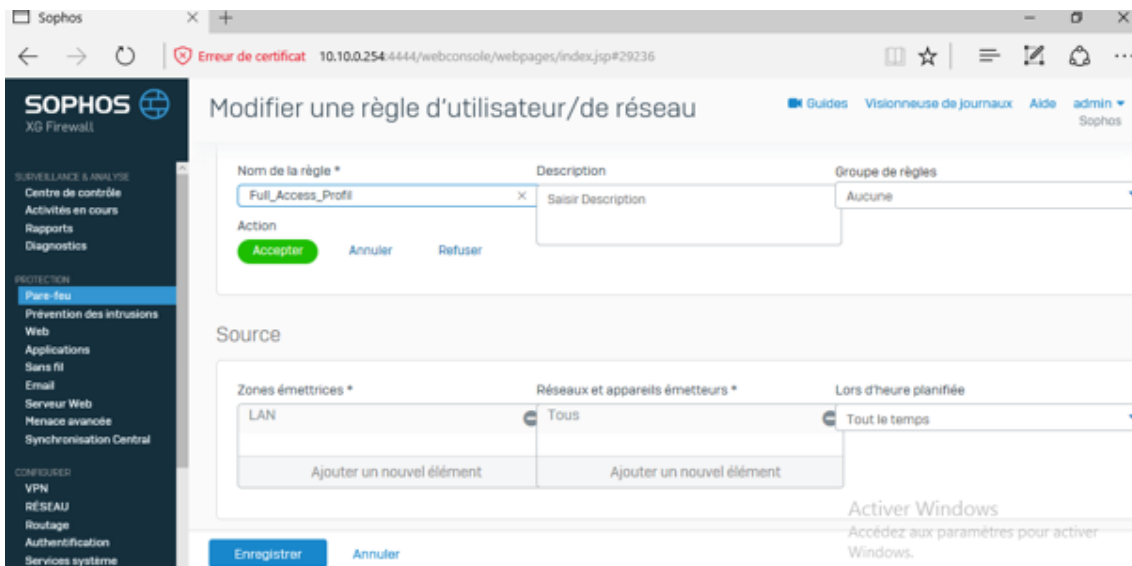 Sophos
Erreur de certificat 10.10.0.254:4444/webconsole/webpages/index.jsp#29236
SOPHOS
XG Firewall
Modifier une règle d'utilisateur/de réseau
Guides Visionneuse de journaux Aide admin
Sophos
SURVEILLANCE & ANALYSE
Centre de contrôle
Activités en cours
Rapports
Diagnostics
PROTECTION
Pare-feu
Prévention des intrusions
Web
Applications
Sans fil
Email
Serveur Web
Menace avancée
Synchronisation Central
CONFIGURER
VPN
RÉSEAU
Routage
Authentification
Services système
Nom de la règle * Description Groupe de règles
Full_Access_Profil Saisir Description Aucune
Action
Accepter Annuler Refuser
Source
Zones émettrices * Réseaux et appareils émetteurs * Lors d'heure planifiée
LAN Tous Tout le temps
Ajouter un nouvel élément Ajouter un nouvel élément
Activer Windows
Accédez aux paramètres pour activer
Windows.
Enregistrer Annuler